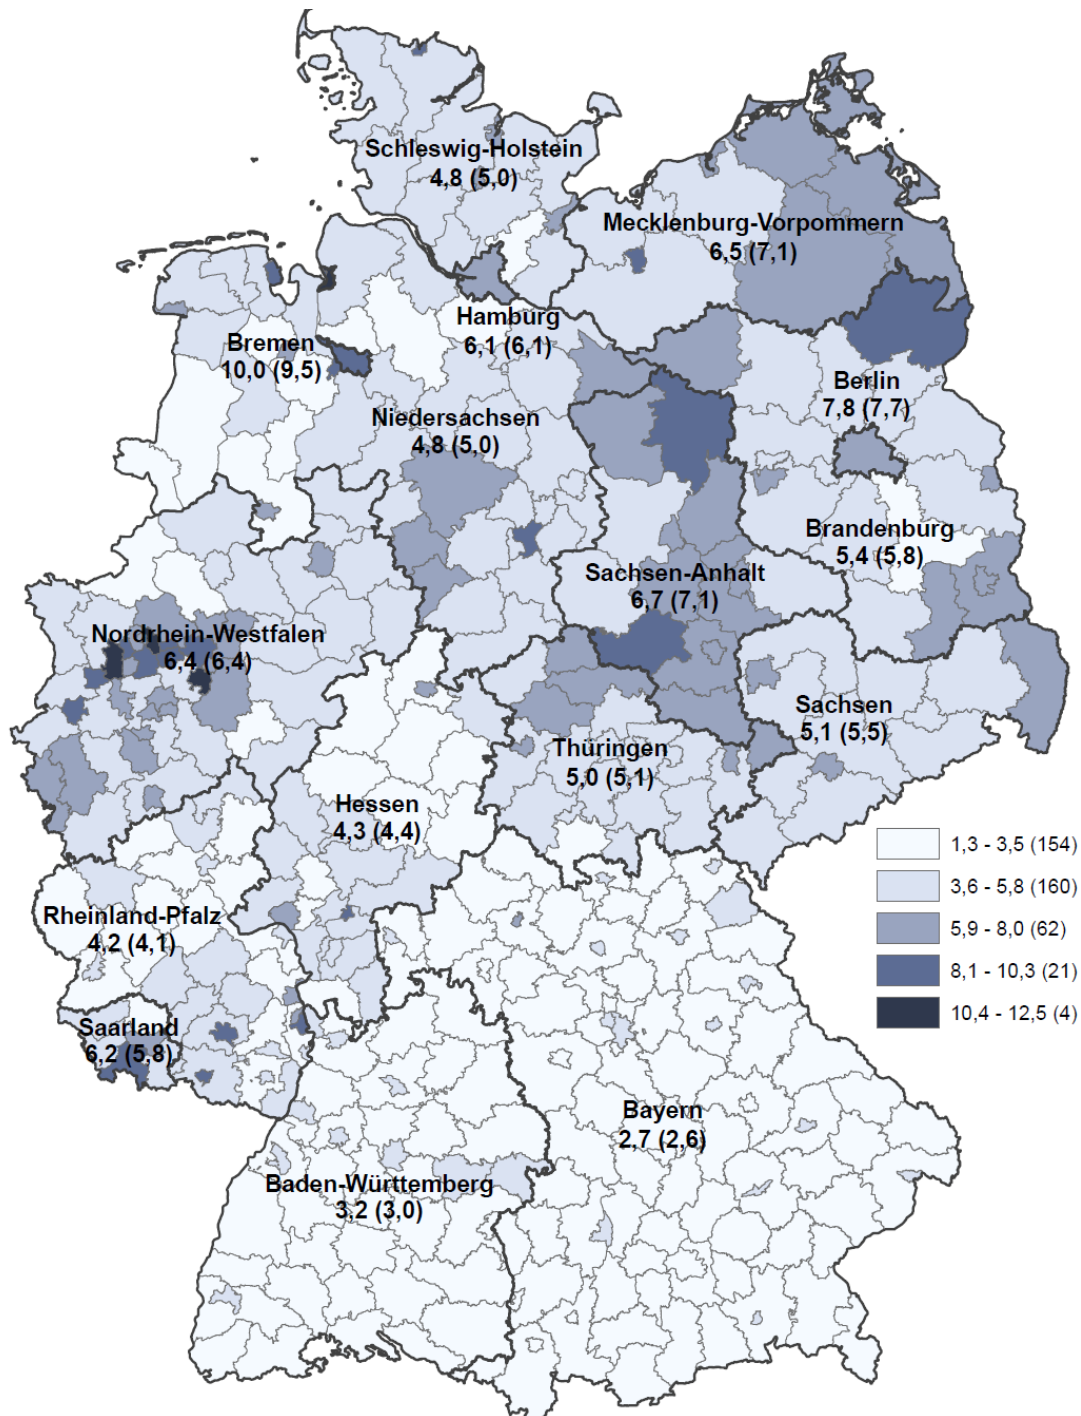 Schleswig-Holstein
4,8 (5,0)
Mecklenburg-Vorpommern
6,5 (7,1)
Hamburg
6,1 (6,1)
Bremen
10,0 (9,5)
Berlin
7,8 (7,7)
Niedersachsen
4,8 (5,0)
Brandenburg
5,4 (5,8)
Sachsen-Anhalt
6,7 (7,1)
Nordrhein-Westfalen
6,4 (6,4)
Sachsen
5,1 (5,5)
Thüringen
5,0 (5,1)
Hessen
4,3 (4,4)
Rheinland-Pfalz
4,2 (4,1)
Saarland
6,2 (5,8)
Bayern
2,7 (2,6)
Baden-Württemberg
3,2 (3,0)
1,3 - 3,5 (154)
3,6 - 5,8 (160)
5,9 - 8,0 (62)
8,1 - 10,3 (21)
10,4 - 12,5 (4)